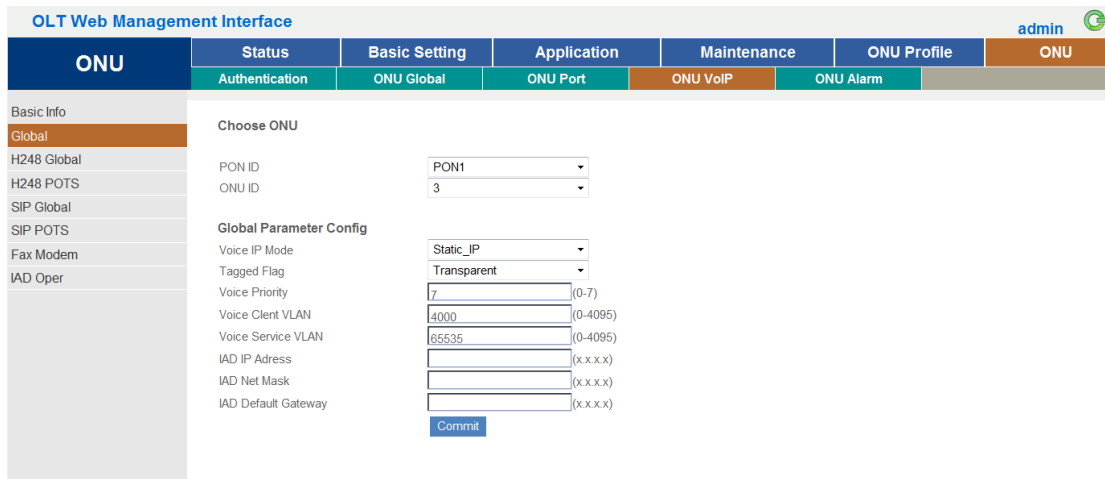 OLT Web Management Interface
admin
ONU
Status Basic Setting Application Maintenance ONU Profile ONU
Authentication ONU Global ONU Port ONU VoIP ONU Alarm
Basic Info
Global
H248 Global
H248 POTS
SIP Global
SIP POTS
Fax Modem
IAD Oper
Choose ONU
PON ID PON1
ONU ID 3
Global Parameter Config
Voice IP Mode Static_IP
Tagged Flag Transparent
Voice Priority 7 (0-7)
Voice Clent VLAN 4000 (0-4095)
Voice Service VLAN 65535 (0-4095)
IAD IP Adress (x.x.x.x)
IAD Net Mask (x.x.x.x)
IAD Default Gateway (x.x.x.x)
Commit